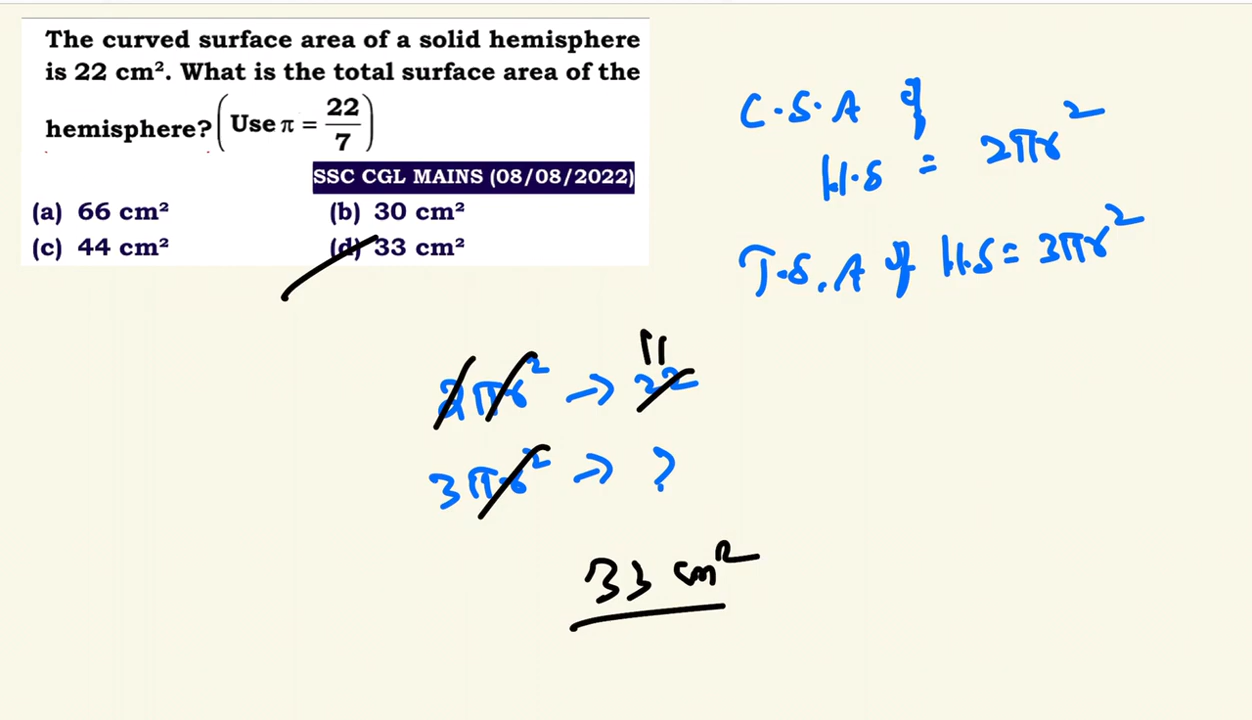 The curved surface area of a solid hemisphere
is 22 cm². What is the total surface area of the
hemisphere? (Use π = 22/7)
SSC CGL MAINS (08/08/2022)
(a) 66 cm² (b) 30 cm²
(c) 44 cm² (d) 33 cm²
C.S.A of
H.S = 2πr²
T.S.A of H.S = 3πr²
11
2πr² → 22
3πr² → ?
33 cm²